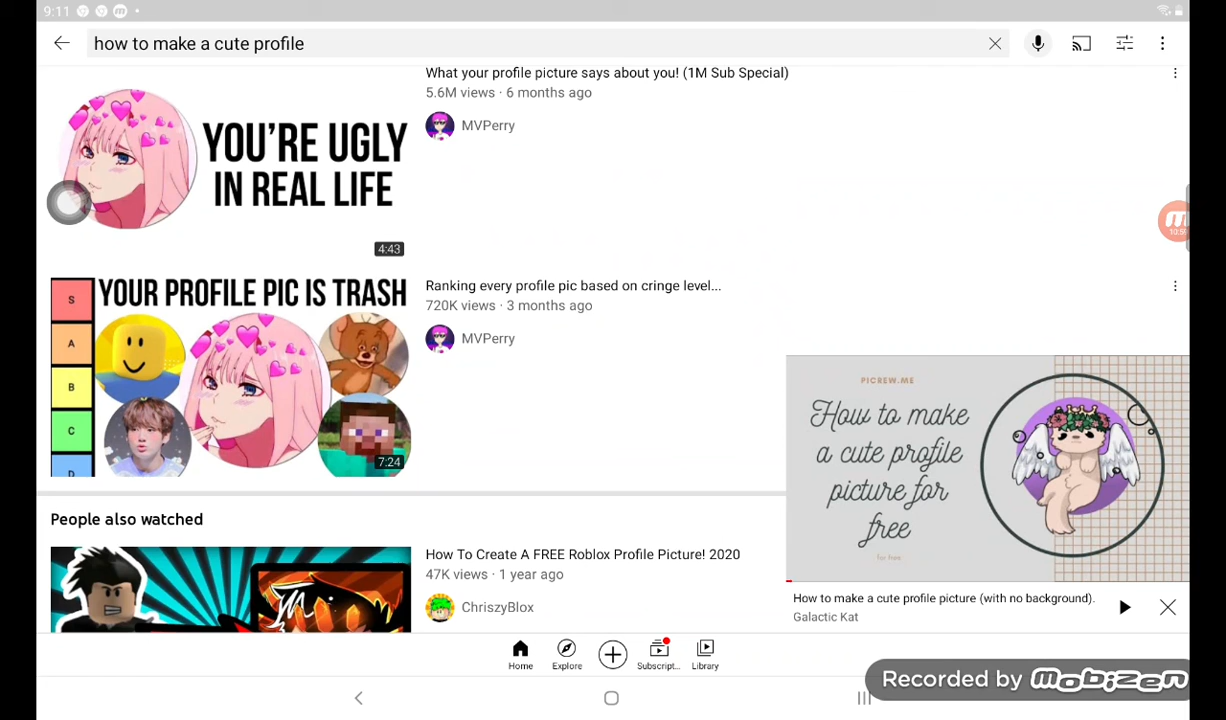 9:11
how to make a cute profile
What your profile picture says about you! (1M Sub Special)
5.6M views · 6 months ago
MVPerry
YOU'RE UGLY
IN REAL LIFE
4:43
10:59
YOUR PROFILE PIC IS TRASH
S
A
B
C
D
7:24
Ranking every profile pic based on cringe level...
720K views · 3 months ago
MVPerry
PICREW.ME
How to make
a cute profile
picture for
free
for free
How to make a cute profile picture (with no background).
Galactic Kat
People also watched
How To Create A FREE Roblox Profile Picture! 2020
47K views · 1 year ago
ChriszyBlox
Home
Explore
Subscript...
Library
Recorded by mobizen